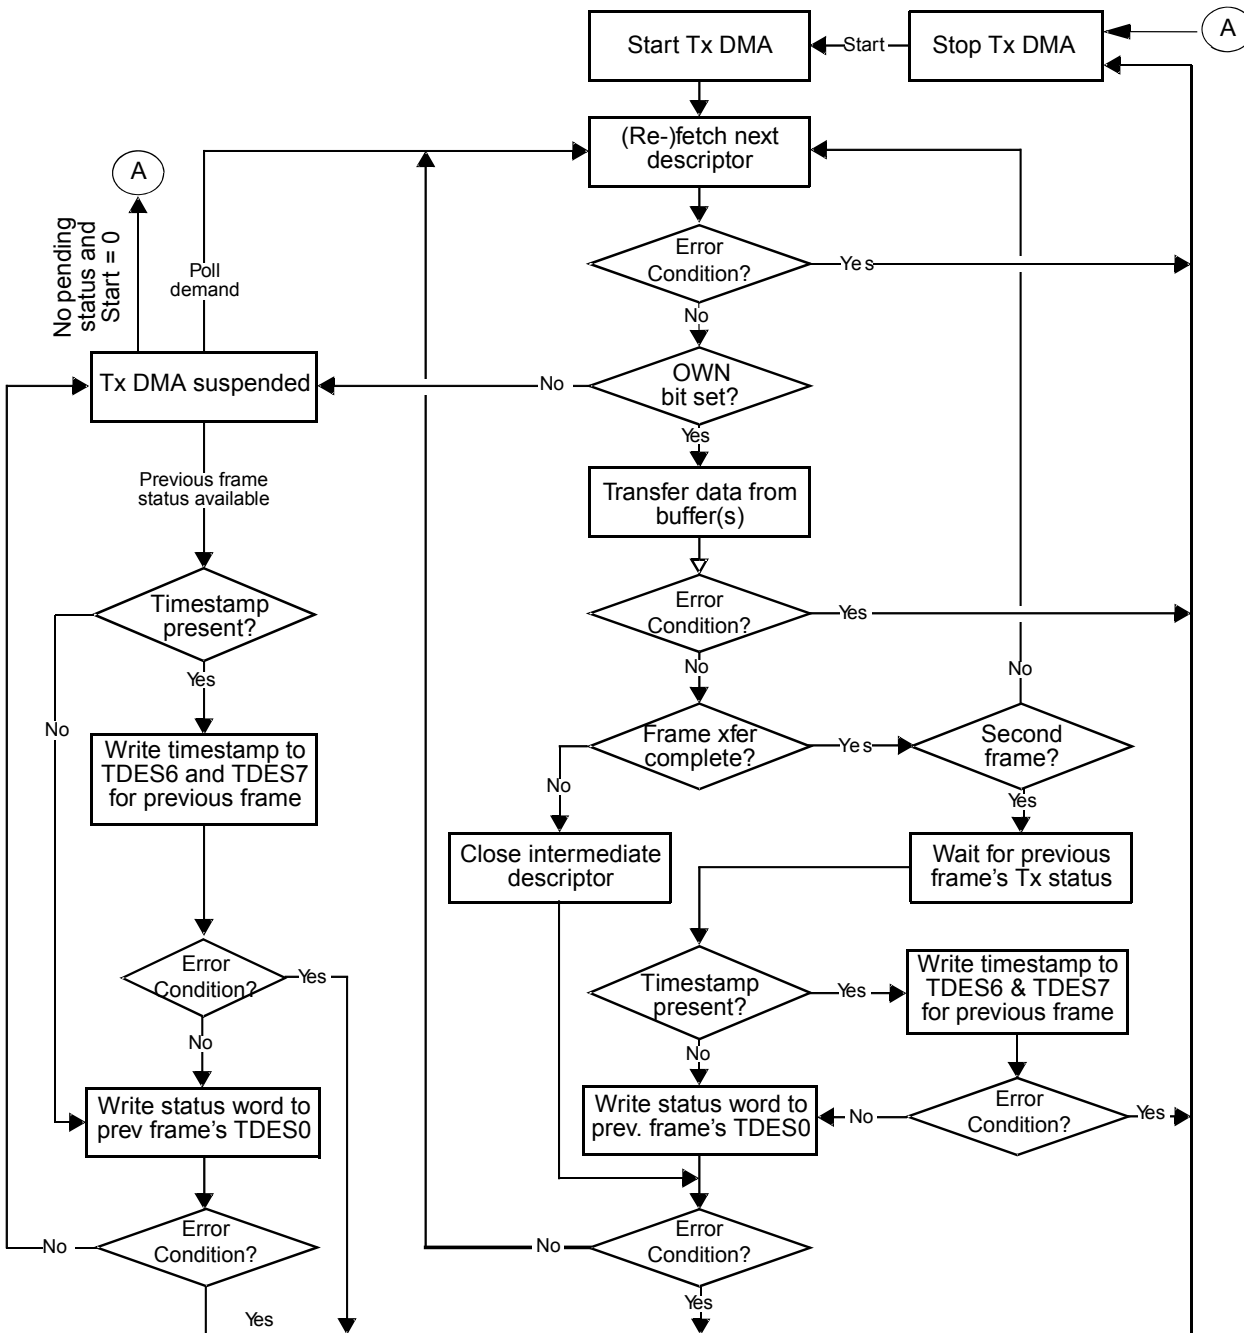 Start Tx DMA
Start
Stop Tx DMA
A
(Re-)fetch next
descriptor
A
No pending
status and
Start = 0
Poll
demand
Error
Condition?
Yes
No
Tx DMA suspended
No
OWN
bit set?
Yes
Previous frame
status available
Transfer data from
buffer(s)
Timestamp
present?
Error
Condition?
Yes
No
Yes
No
No
Write timestamp to
TDES6 and TDES7
for previous frame
Frame xfer
complete?
Yes
Second
frame?
No
Yes
Close intermediate
descriptor
Wait for previous
frame's Tx status
Error
Condition?
Yes
No
Timestamp
present?
Yes
Write timestamp to
TDES6 & TDES7
for previous frame
No
Write status word to
prev frame's TDES0
Write status word to
prev. frame's TDES0
No
Error
Condition?
Yes
No
Error
Condition?
Yes
No
Error
Condition?
Yes